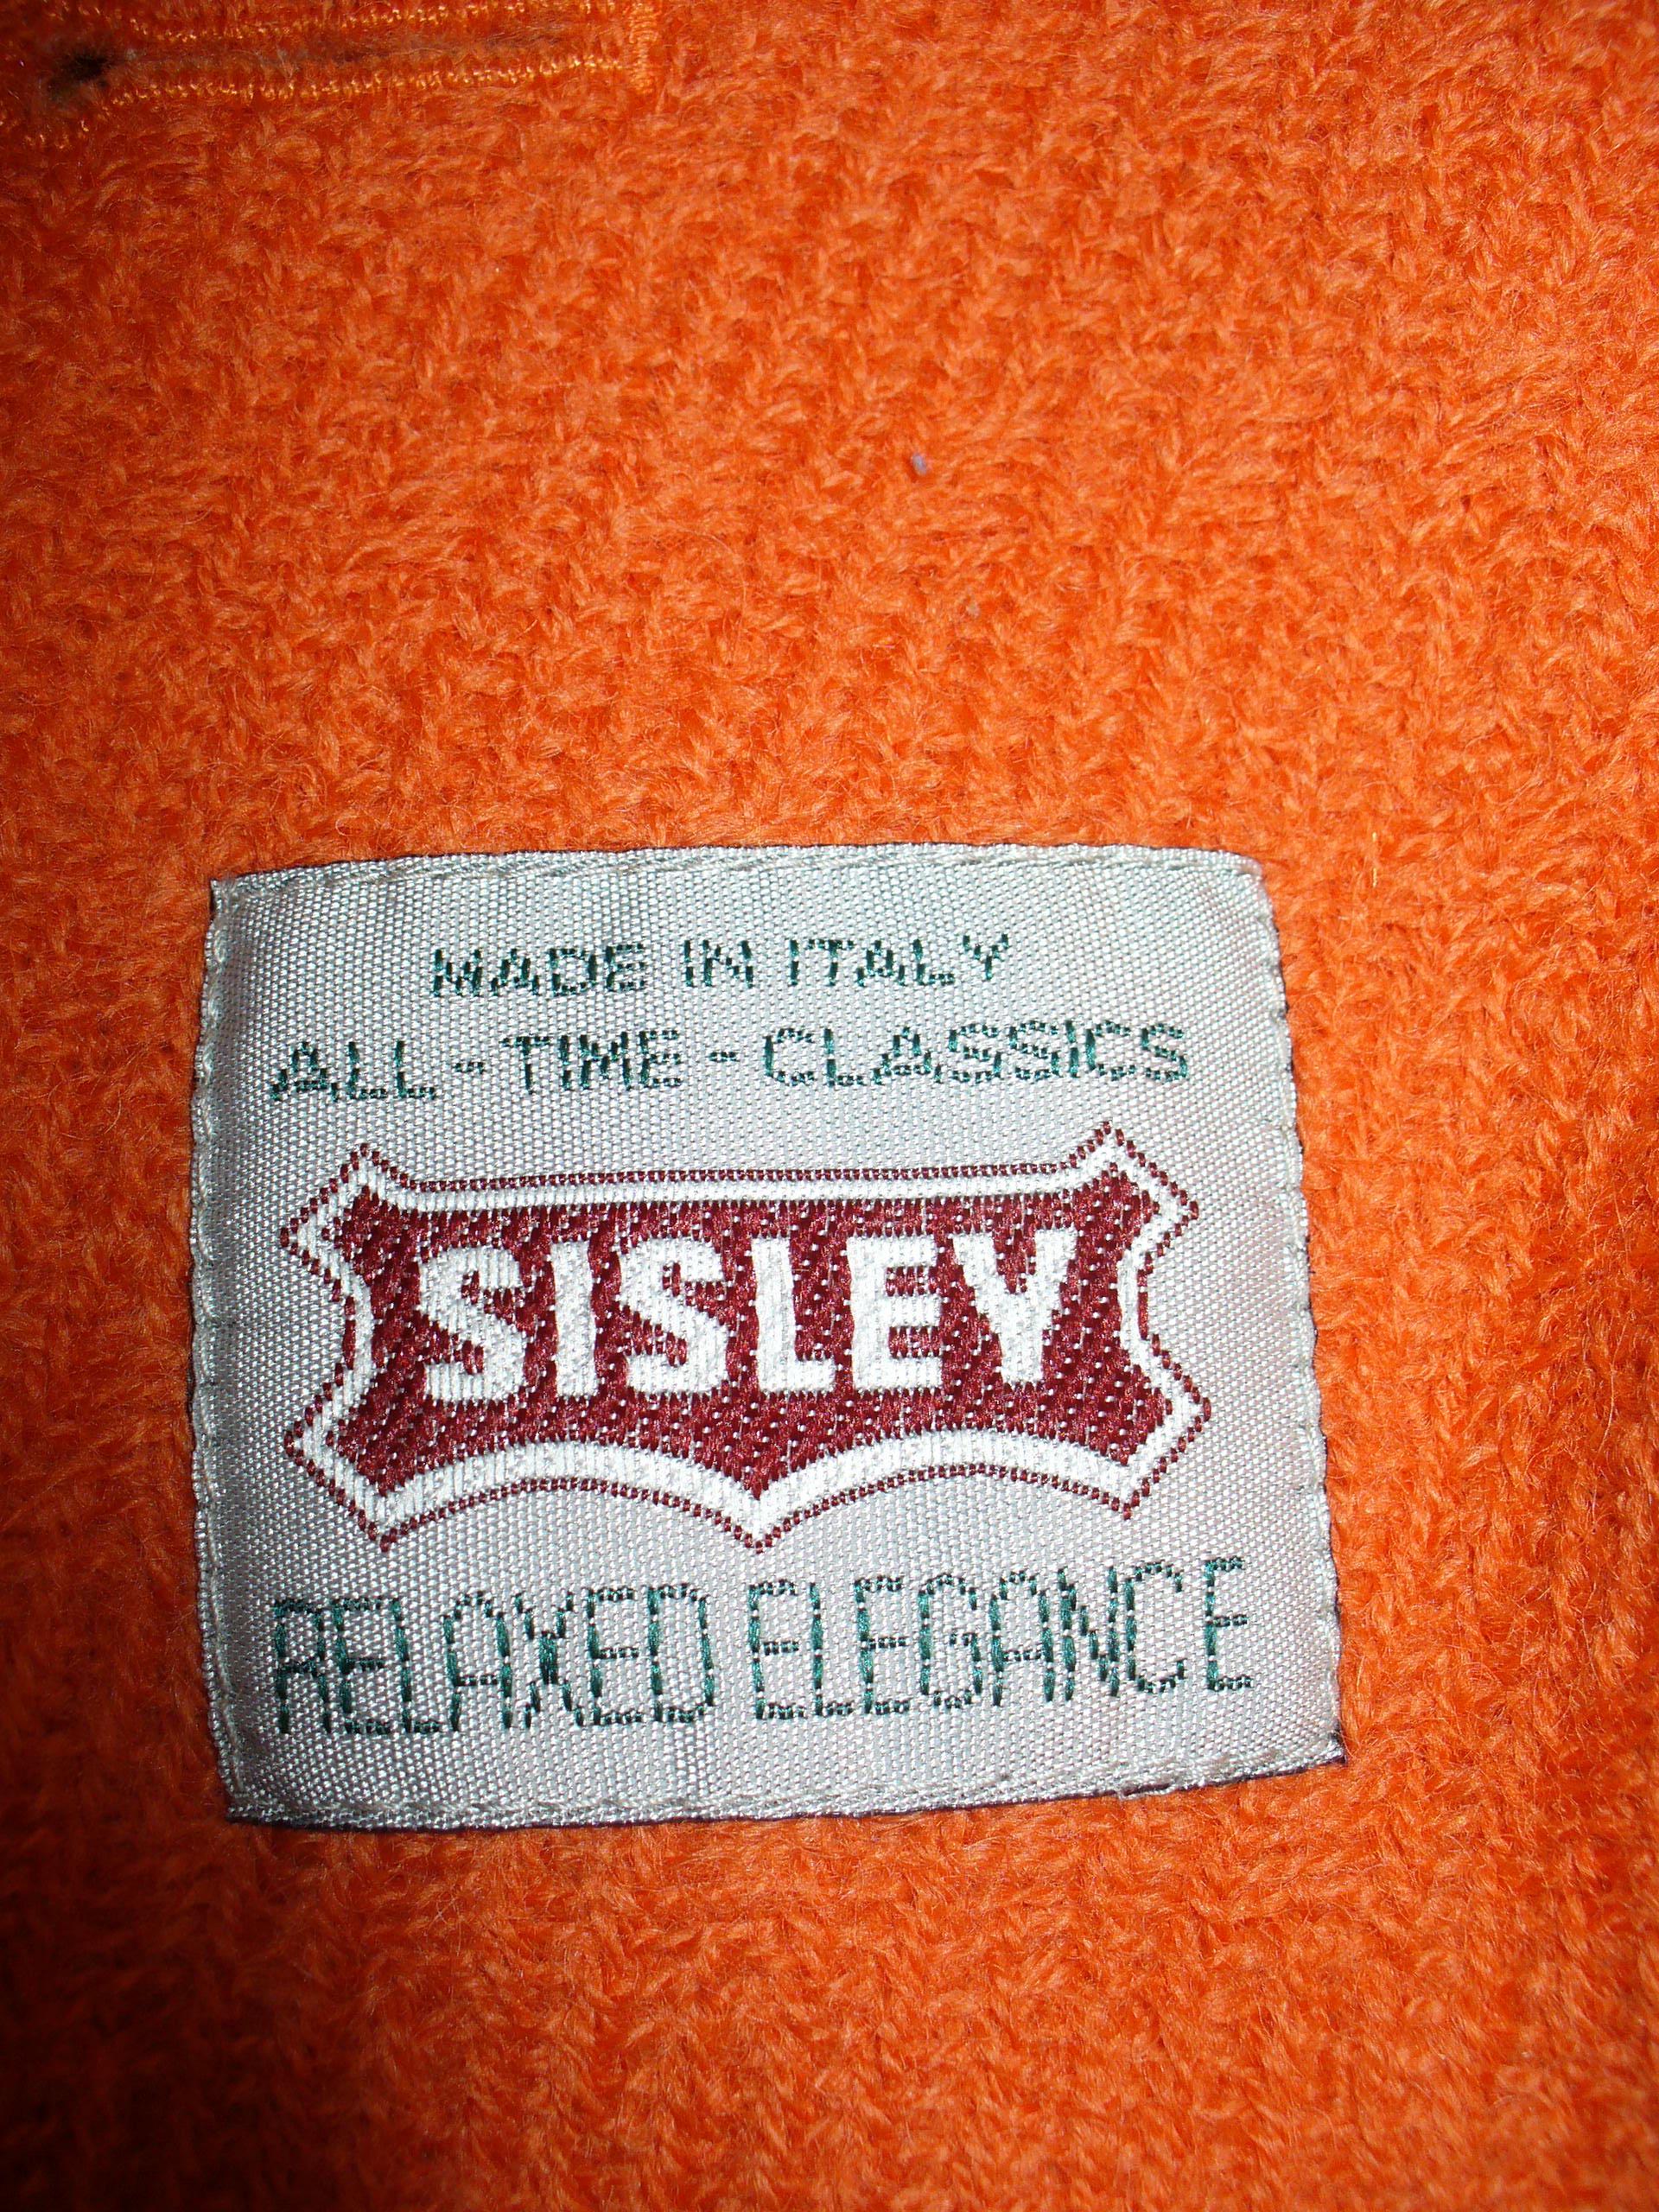 MADE IN ITALY
ALL-TIME-CLASSICS
SISLEY
RELAXED ELEGANCE